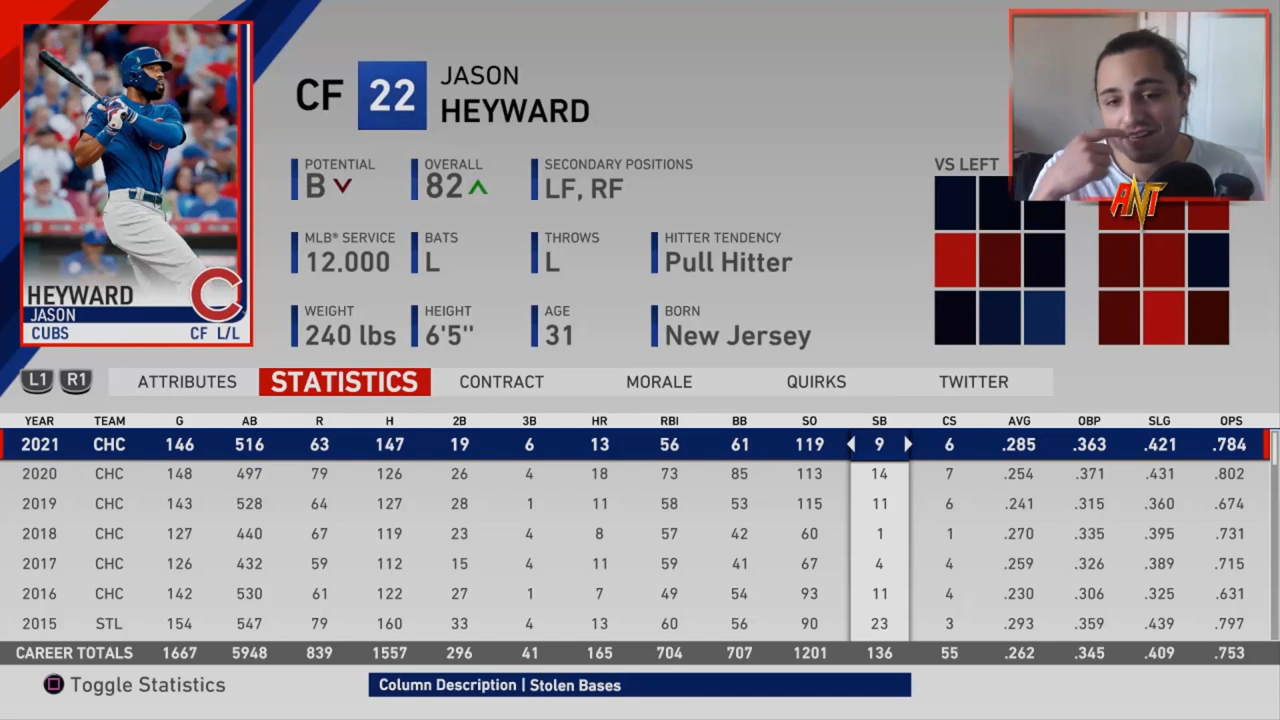 CF 22 JASON HEYWARD
POTENTIAL OVERALL SECONDARY POSITIONS
B 82 LF, RF
MLB® SERVICE BATS THROWS HITTER TENDENCY
12.000 L L Pull Hitter
WEIGHT HEIGHT AGE BORN
240 lbs 6'5" 31 New Jersey
HEYWARD
JASON
CUBS CF L/L
C
VS LEFT
ANT
L1 R1 ATTRIBUTES STATISTICS CONTRACT MORALE QUIRKS TWITTER
YEAR TEAM G AB R H 2B 3B HR RBI BB SO SB CS AVG OBP SLG OPS
2021 CHC 146 516 63 147 19 6 13 56 61 119 9 6 .285 .363 .421 .784
2020 CHC 148 497 79 126 26 4 18 73 85 113 14 7 .254 .371 .431 .802
2019 CHC 143 528 64 127 28 1 11 58 53 115 11 6 .241 .315 .360 .674
2018 CHC 127 440 67 119 23 4 8 57 42 60 1 1 .270 .335 .395 .731
2017 CHC 126 432 59 112 15 4 11 59 41 67 4 4 .259 .326 .389 .715
2016 CHC 142 530 61 122 27 1 7 49 54 93 11 4 .230 .306 .325 .631
2015 STL 154 547 79 160 33 4 13 60 56 90 23 3 .293 .359 .439 .797
CAREER TOTALS 1667 5948 839 1557 296 41 165 704 707 1201 136 55 .262 .345 .409 .753
Toggle Statistics
Column Description | Stolen Bases